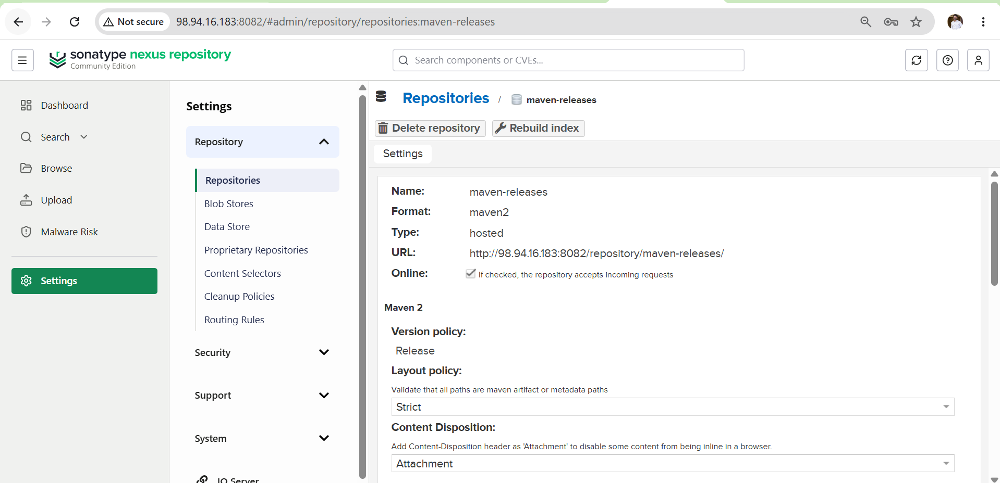 Not secure
98.94.16.183:8082/#admin/repository/repositories:maven-releases
sonatype nexus repository
Community Edition
Search components or CVEs...
Dashboard
Search
Browse
Upload
Malware Risk
Settings
Settings
Repository
Repositories
Blob Stores
Data Store
Proprietary Repositories
Content Selectors
Cleanup Policies
Routing Rules
Security
Support
System
IQ Server
Repositories / maven-releases
Delete repository
Rebuild index
Settings
Name: maven-releases
Format: maven2
Type: hosted
URL: http://98.94.16.183:8082/repository/maven-releases/
Online: If checked, the repository accepts incoming requests
Maven 2
Version policy:
Release
Layout policy:
Validate that all paths are maven artifact or metadata paths
Strict
Content Disposition:
Add Content-Disposition header as 'Attachment' to disable some content from being inline in a browser.
Attachment